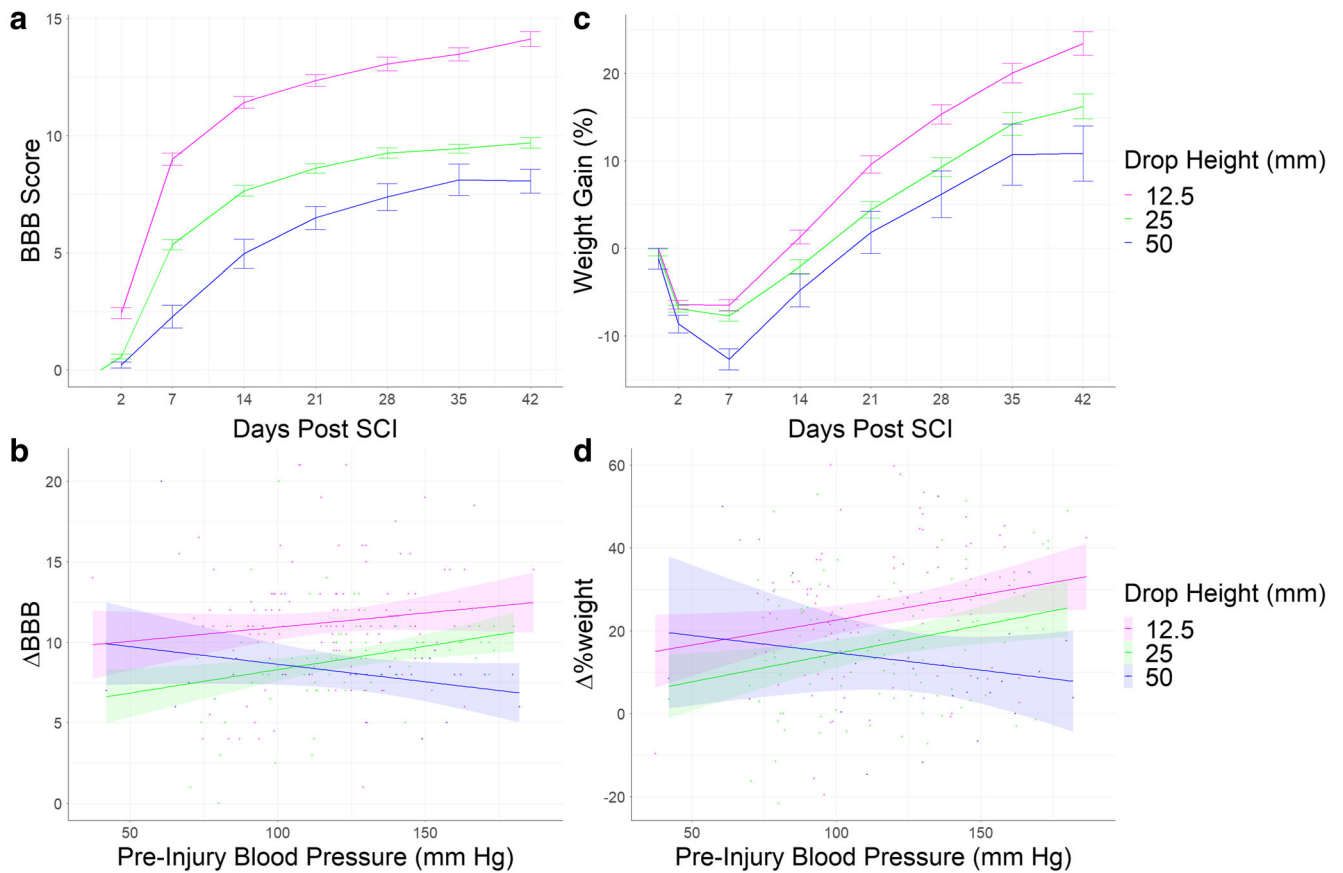 a
15
10
5
0
BBB Score
2 7 14 21 28 35 42
Days Post SCI
c
20
10
0
-10
Weight Gain (%)
2 7 14 21 28 35 42
Days Post SCI
Drop Height (mm)
12.5
25
50
b
20
15
10
5
0
ΔBBB
50 100 150
Pre-Injury Blood Pressure (mm Hg)
d
60
40
20
0
-20
Δ%weight
50 100 150
Pre-Injury Blood Pressure (mm Hg)
Drop Height (mm)
12.5
25
50